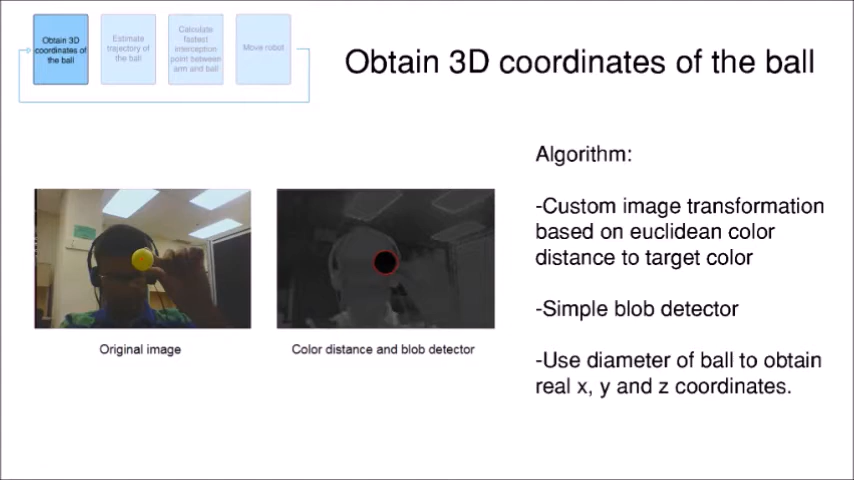 Obtain 3D
coordinates of
the ball
Estimate
trajectory of
the ball
Calculate
fastest
interception
point between
arm and ball
Move robot
Obtain 3D coordinates of the ball
Algorithm:
-Custom image transformation
based on euclidean color
distance to target color
-Simple blob detector
-Use diameter of ball to obtain
real x, y and z coordinates.
Original image
Color distance and blob detector